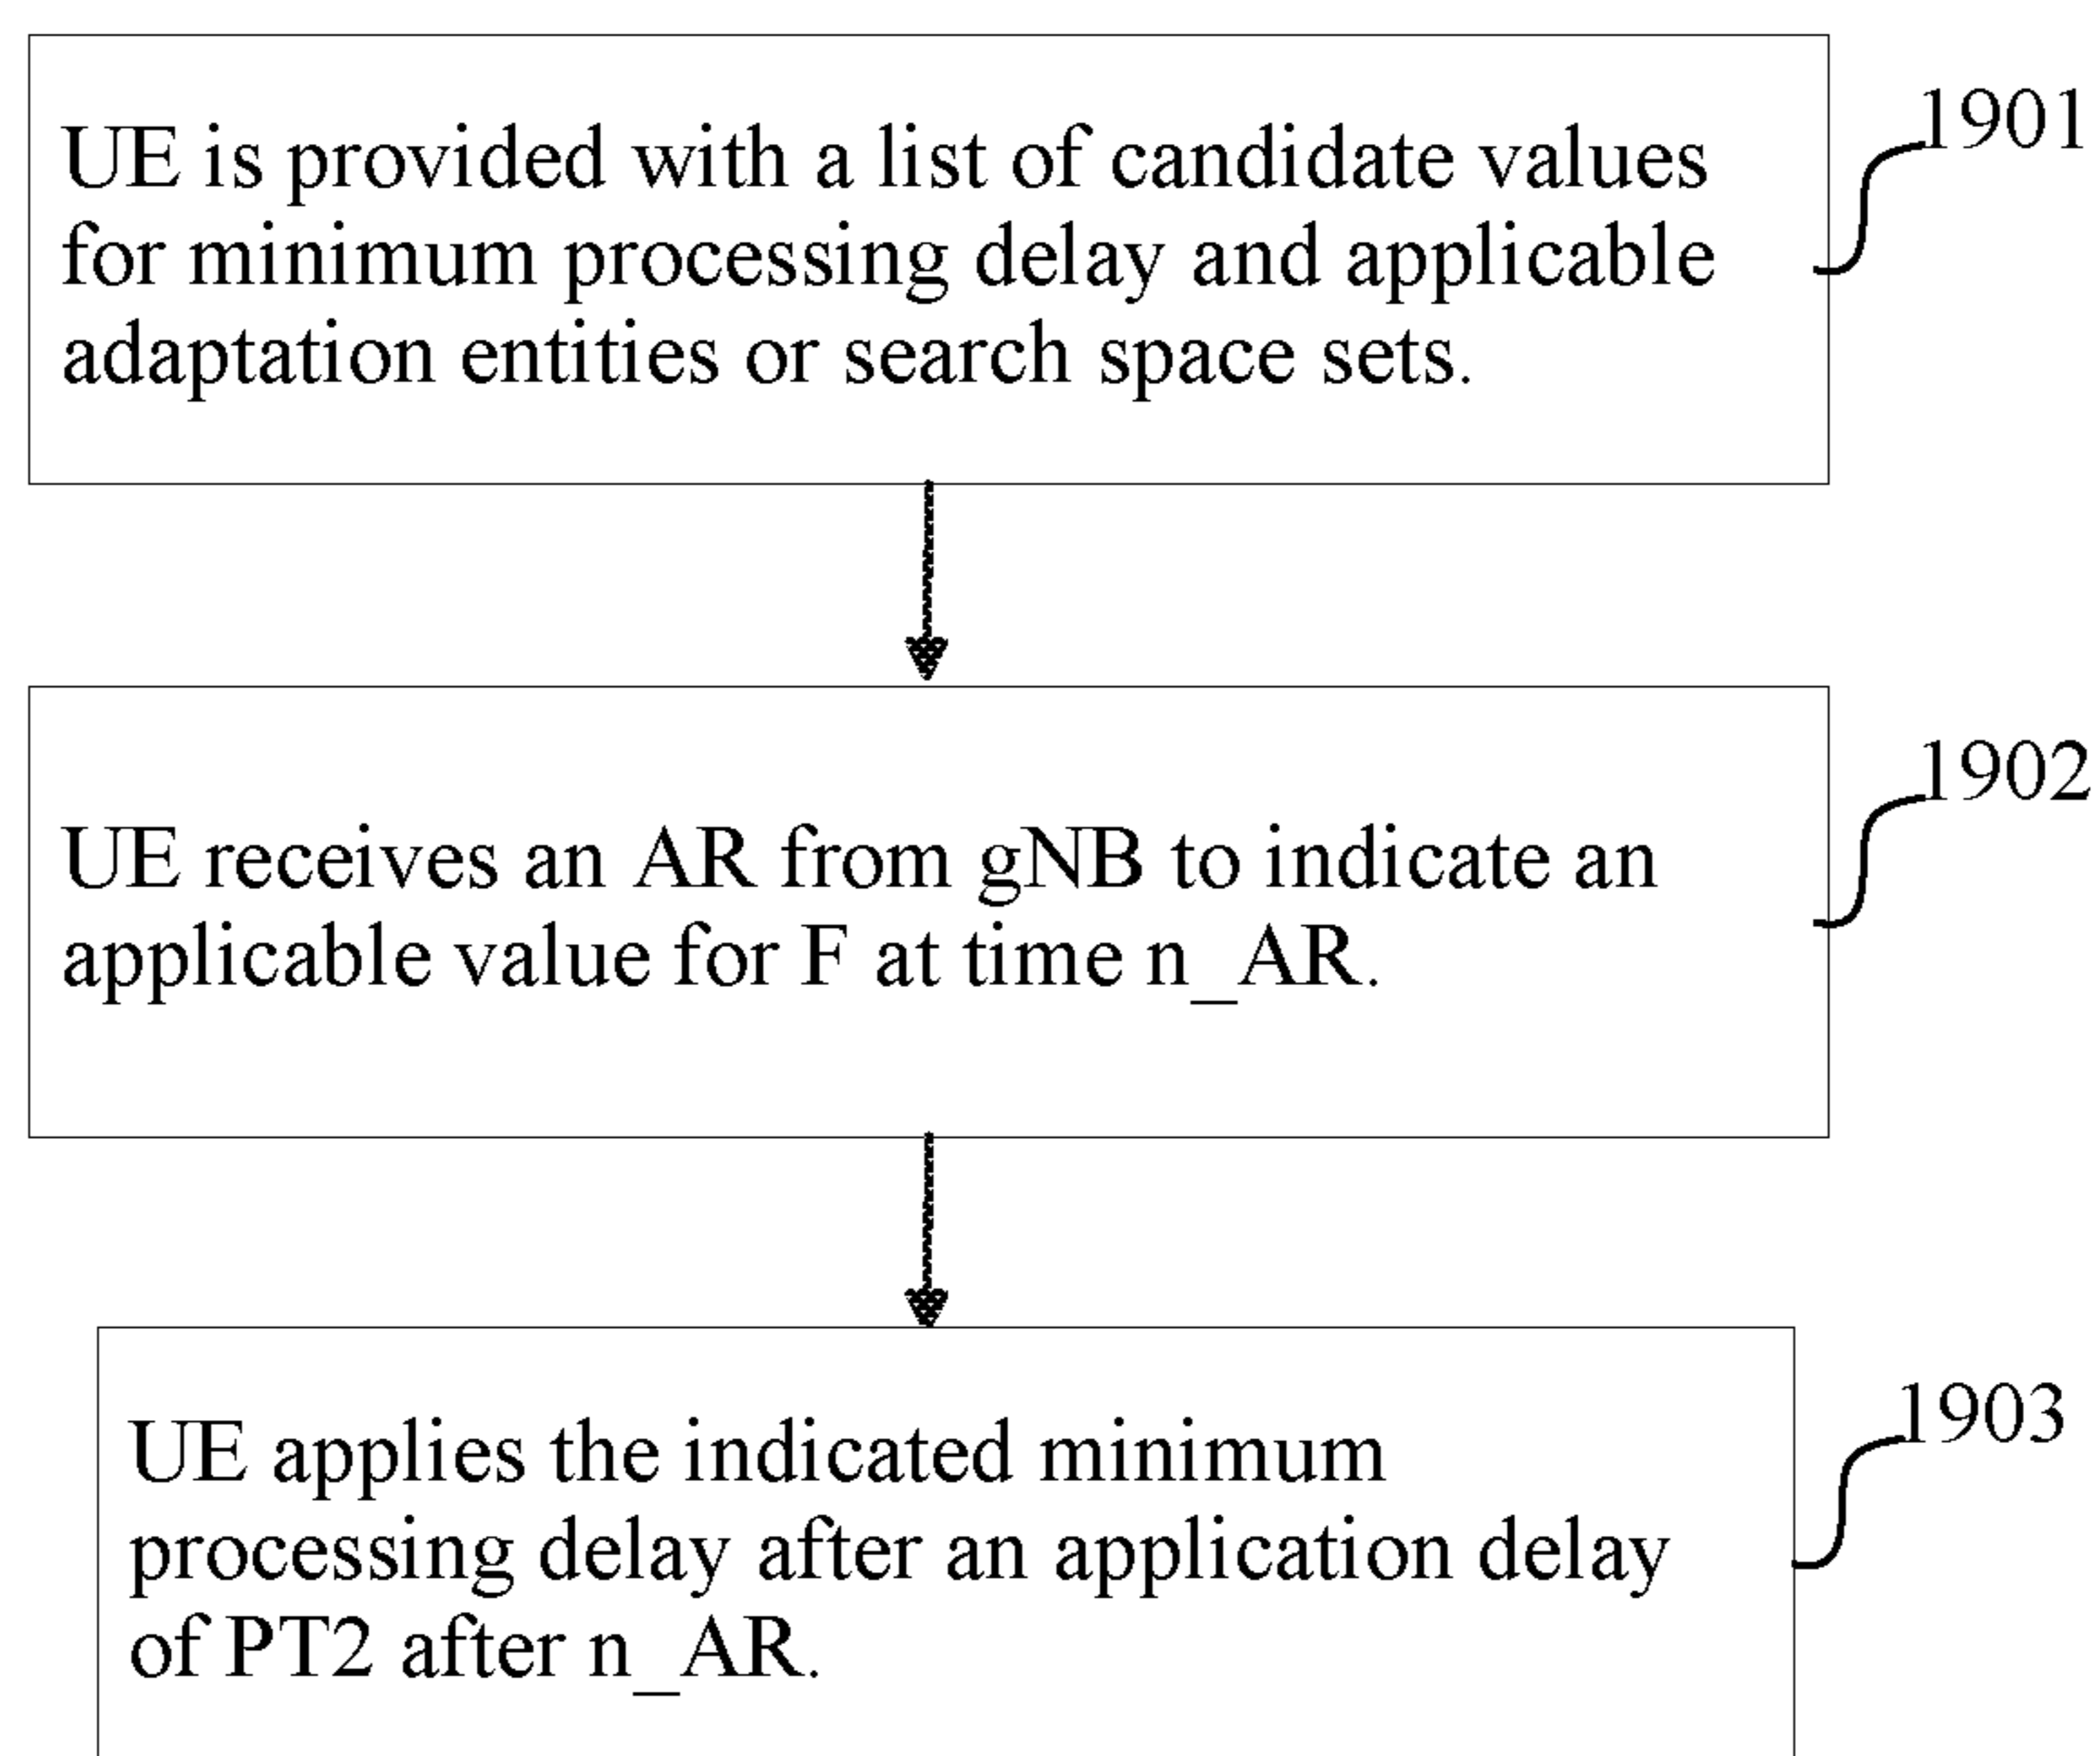 UE is provided with a list of candidate values
for minimum processing delay and applicable
adaptation entities or search space sets.
1901
UE receives an AR from gNB to indicate an
applicable value for F at time n_AR.
1902
UE applies the indicated minimum
processing delay after an application delay
of PT2 after n_AR.
1903